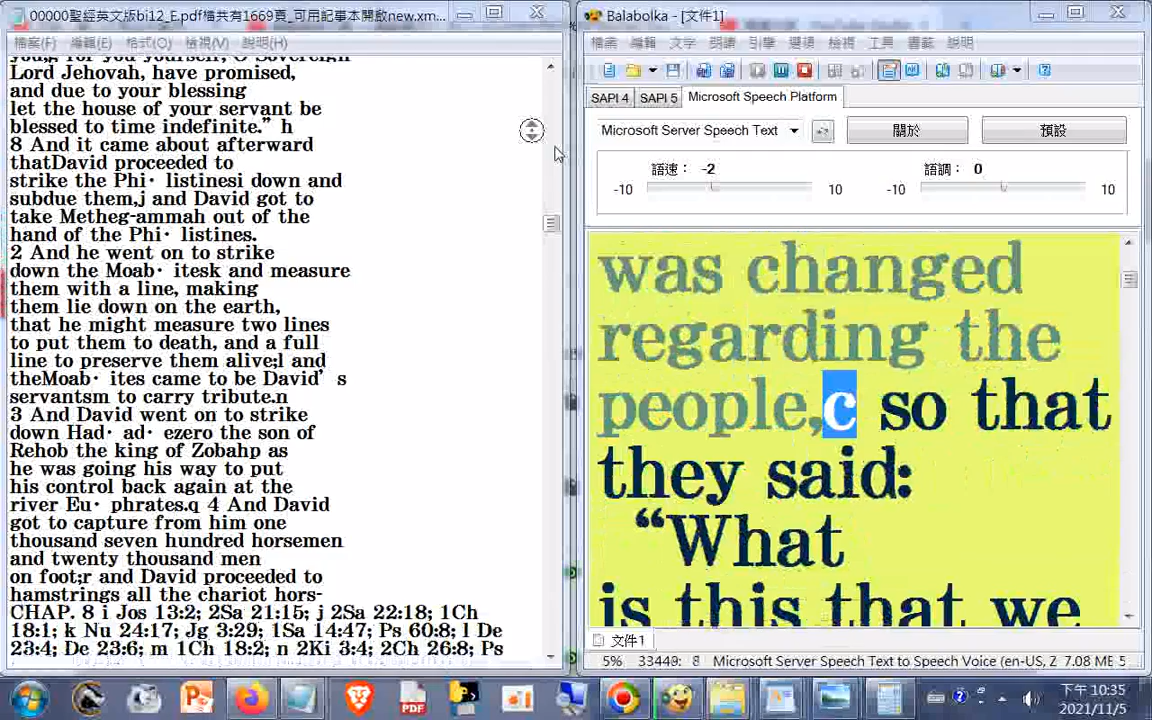 00000聖經英文版bi12_E.pdf檔共有1669頁_可用記事本開啟new.xm...
檔案(F) 編輯(E) 格式(O) 檢視(V) 說明(H)
you,g for you yourself, O Sovereign
Lord Jehovah, have promised,
and due to your blessing
let the house of your servant be
blessed to time indefinite.” h
8 And it came about afterward
thatDavid proceeded to
strike the Phi· listinesi down and
subdue them,j and David got to
take Metheg-ammah out of the
hand of the Phi· listines.
2 And he went on to strike
down the Moab· itesk and measure
them with a line, making
them lie down on the earth,
that he might measure two lines
to put them to death, and a full
line to preserve them alive;l and
theMoab· ites came to be David’ s
servantsm to carry tribute.n
3 And David went on to strike
down Had· ad· ezero the son of
Rehob the king of Zobahp as
he was going his way to put
his control back again at the
river Eu· phrates.q 4 And David
got to capture from him one
thousand seven hundred horsemen
and twenty thousand men
on foot;r and David proceeded to
hamstrings all the chariot hors-
CHAP. 8 i Jos 13:2; 2Sa 21:15; j 2Sa 22:18; 1Ch
18:1; k Nu 24:17; Jg 3:29; 1Sa 14:47; Ps 60:8; l De
23:4; De 23:6; m 1Ch 18:2; n 2Ki 3:4; 2Ch 26:8; Ps
Balabolka - [文件1]
檔案 編輯 文字 朗讀 引擎 選項 檢視 工具 書籤 說明
SAPI 4 SAPI 5 Microsoft Speech Platform
Microsoft Server Speech Text 關於 預設
語速： -2 語調： 0
-10 10 -10 10
was changed
regarding the
people,c so that
they said:
“What
is this that we
文件1
5% 33449: 8 Microsoft Server Speech Text to Speech Voice (en-US, Z 7.08 ME 5
PDF
下午 10:35
2021/11/5